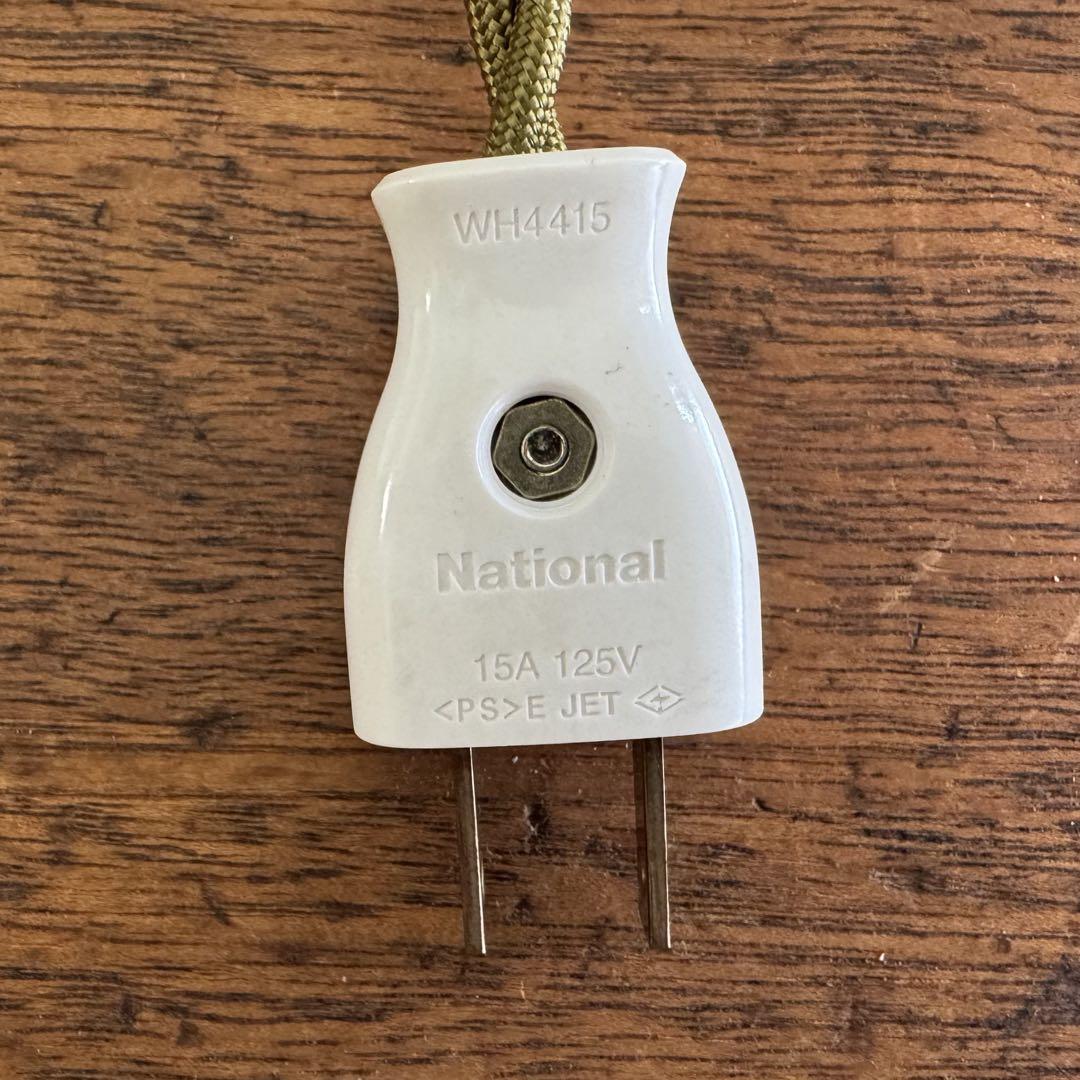 WH4415
National
15A 125V
<PS>E JET